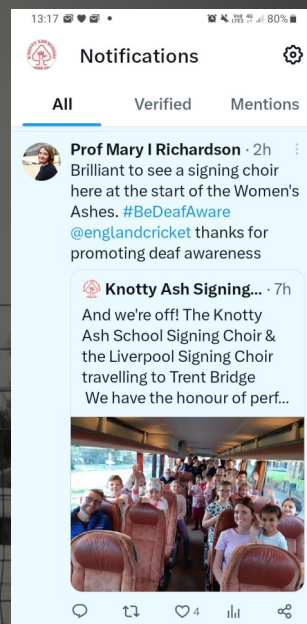 13:17 80%
Notifications
All Verified Mentions
Prof Mary I Richardson · 2h
Brilliant to see a signing choir
here at the start of the Women's
Ashes. #BeDeafAware
@englandcricket thanks for
promoting deaf awareness
Knotty Ash Signing... · 7h
And we're off! The Knotty
Ash School Signing Choir &
the Liverpool Signing Choir
travelling to Trent Bridge
We have the honour of perf...
4